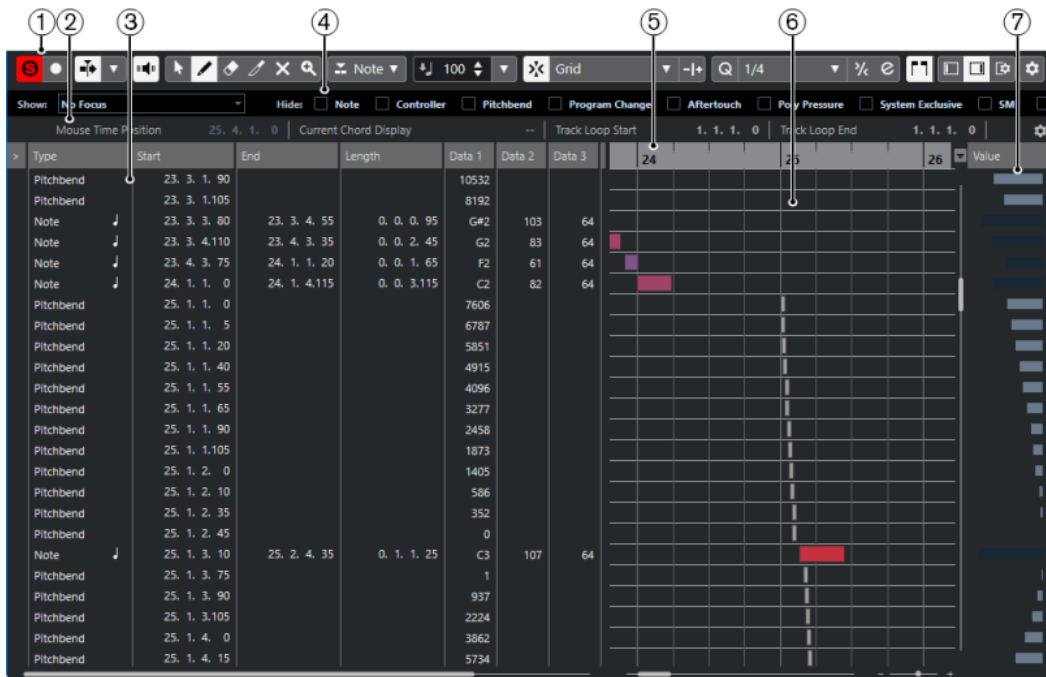 1 2 3 4 5 6 7
S Note 100 Grid Q 1/4
Show: No Focus Hide: Note Controller Pitchbend Program Change Aftertouch Poly Pressure System Exclusive SM
Mouse Time Position 25. 4. 1. 0 Current Chord Display -- Track Loop Start 1. 1. 1. 0 Track Loop End 1. 1. 1. 0
> Type Start End Length Data 1 Data 2 Data 3 24 25 26 Value
Pitchbend 23. 3. 1. 90 10532
Pitchbend 23. 3. 1.105 8192
Note 23. 3. 3. 80 23. 3. 4. 55 0. 0. 0. 95 G#2 103 64
Note 23. 3. 4.110 23. 4. 3. 35 0. 0. 2. 45 G2 83 64
Note 23. 4. 3. 75 24. 1. 1. 20 0. 0. 1. 65 F2 61 64
Note 24. 1. 1. 0 24. 1. 4.115 0. 0. 3.115 C2 82 64
Pitchbend 25. 1. 1. 0 7606
Pitchbend 25. 1. 1. 5 6787
Pitchbend 25. 1. 1. 20 5851
Pitchbend 25. 1. 1. 40 4915
Pitchbend 25. 1. 1. 55 4096
Pitchbend 25. 1. 1. 65 3277
Pitchbend 25. 1. 1. 90 2458
Pitchbend 25. 1. 1.105 1873
Pitchbend 25. 1. 2. 0 1405
Pitchbend 25. 1. 2. 10 586
Pitchbend 25. 1. 2. 35 352
Pitchbend 25. 1. 2. 45 0
Note 25. 1. 3. 10 25. 2. 4. 35 0. 1. 1. 25 C3 107 64
Pitchbend 25. 1. 3. 75 1
Pitchbend 25. 1. 3. 90 937
Pitchbend 25. 1. 3.105 2224
Pitchbend 25. 1. 4. 0 3862
Pitchbend 25. 1. 4. 15 5734